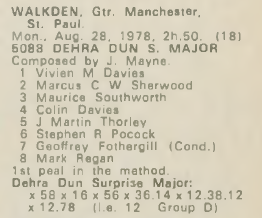 WALKDEN, Gtr. Manchester,
St. Paul.
Mon., Aug. 28, 1978, 2h.50. (18)
5088 DEHRA DUN S. MAJOR
Composed by J. Mayne.
1 Vivien M Davies
2 Marcus C W Sherwood
3 Maurice Southworth
4 Colin Davies
5 J Martin Thorley
6 Stephen R Pocock
7 Geoffrey Fothergill (Cond.)
8 Mark Regan
1st peal in the method.
Dehra Dun Surprise Major:
x 58 x 16 x 56 x 36.14 x 12.38.12
x 12.78 (i.e. 12 Group D)